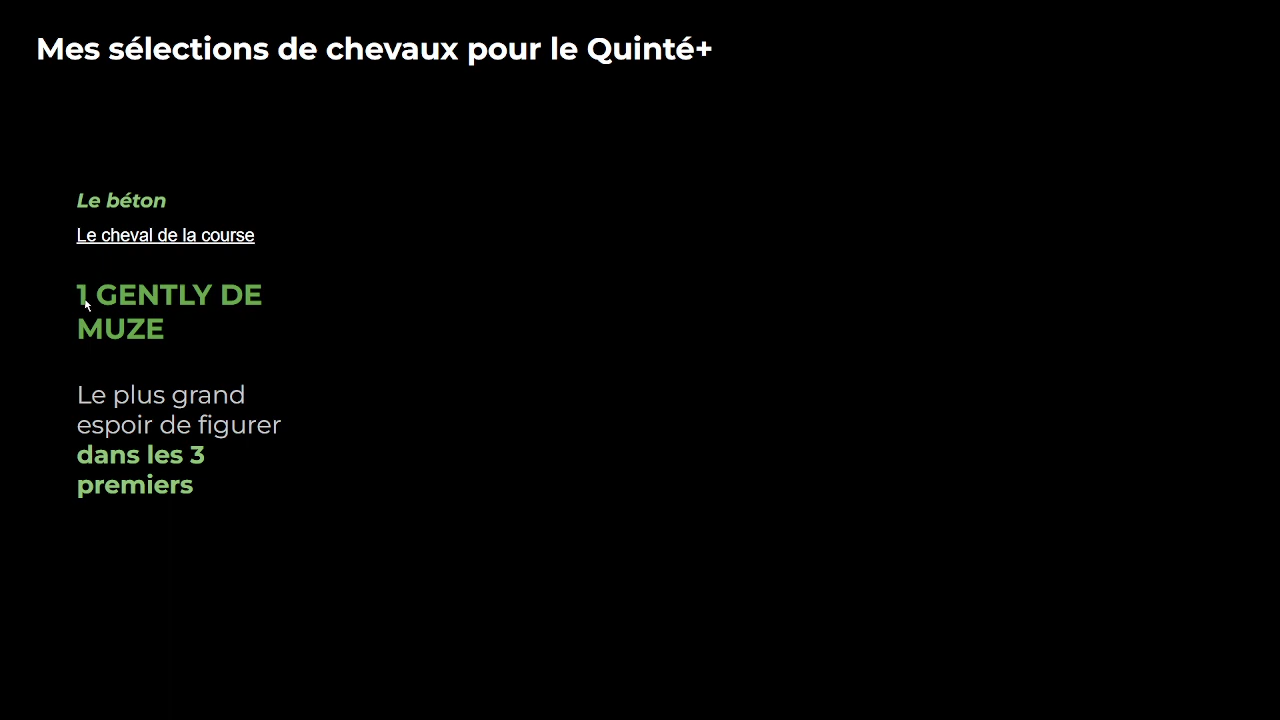 Mes sélections de chevaux pour le Quinté+
Le béton
Le cheval de la course
1 GENTLY DE
MUZE
Le plus grand
espoir de figurer
dans les 3
premiers